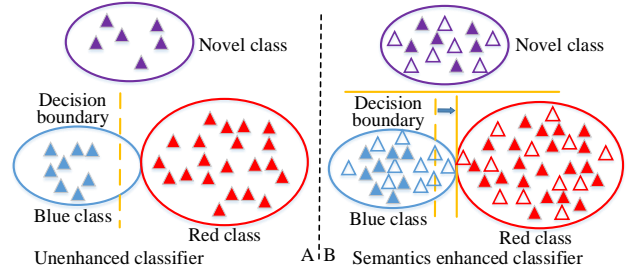 Novel class
Decision
boundary
Blue class
Red class
Unenhanced classifier
A
B
Novel class
Decision
boundary
Blue class
Red class
Semantics enhanced classifier